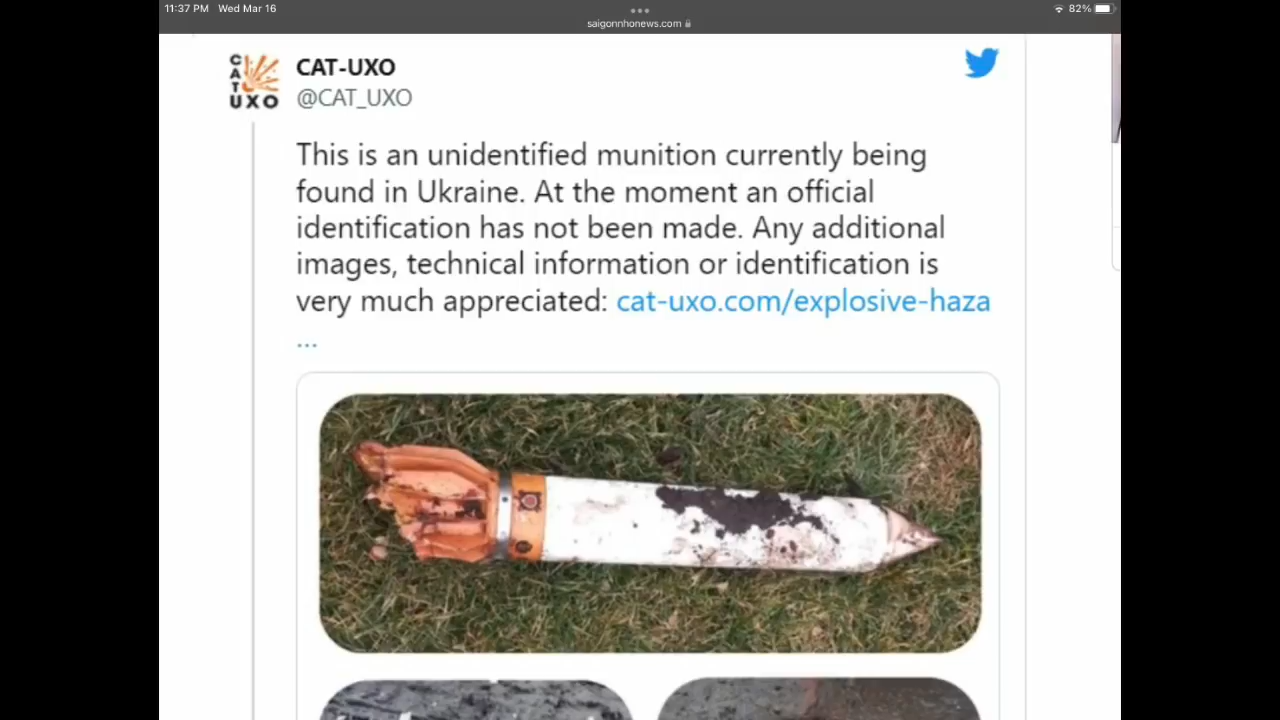 11:37 PM Wed Mar 16
82%
saigonnhonews.com
CAT UXO
CAT-UXO
@CAT_UXO
This is an unidentified munition currently being
found in Ukraine. At the moment an official
identification has not been made. Any additional
images, technical information or identification is
very much appreciated: cat-uxo.com/explosive-haza
...